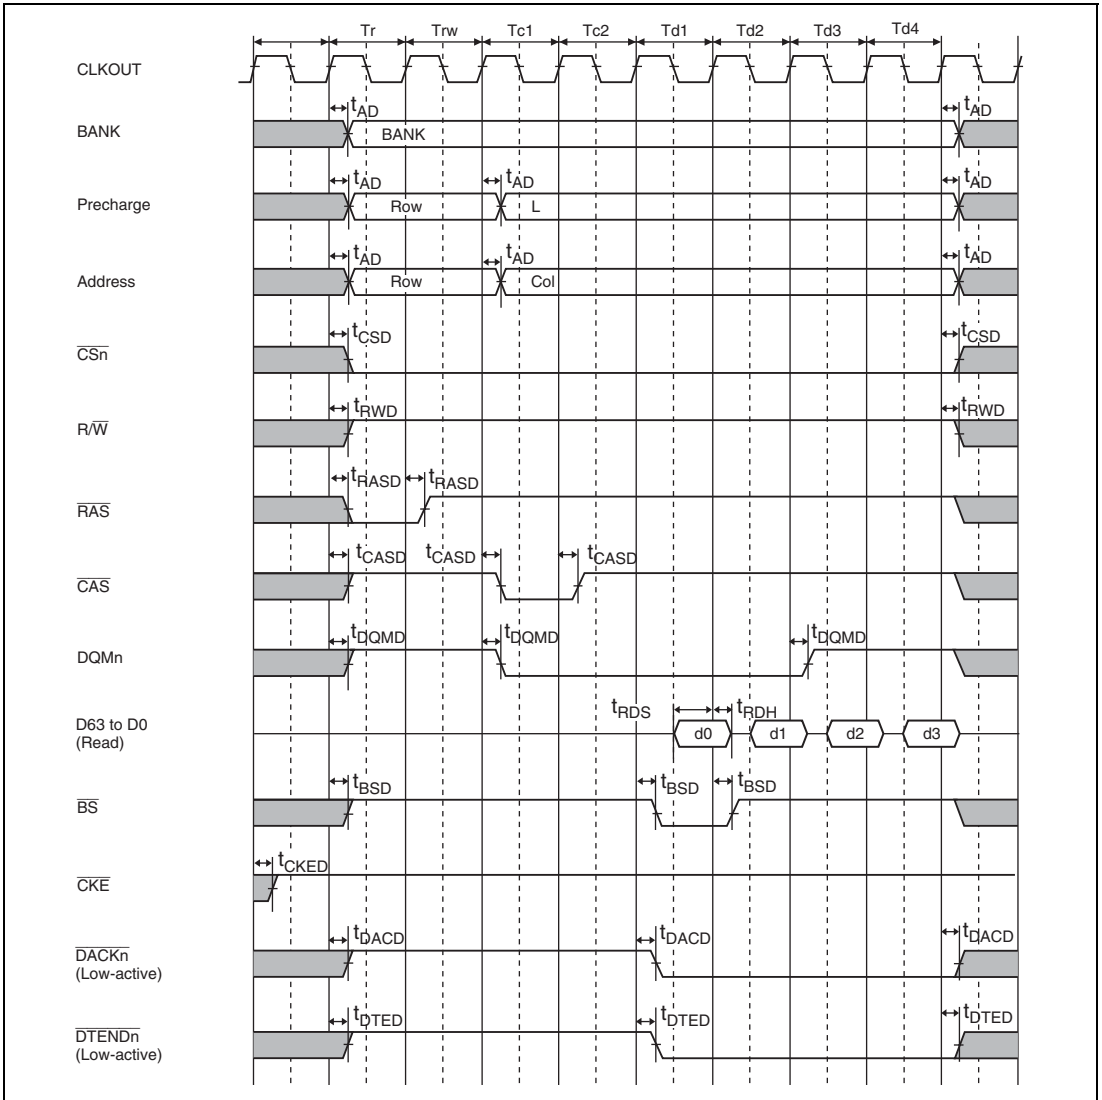 Tr Trw Tc1 Tc2 Td1 Td2 Td3 Td4
CLKOUT
tAD tAD
BANK BANK
tAD tAD tAD
Precharge Row L
tAD tAD tAD
Address Row Col
tCSD tCSD
CSn
tRWD tRWD
R/W
tRASD tRASD
RAS
tCASD tCASD tCASD
CAS
tDQMD tDQMD tDQMD
DQMn
tRDS tRDH
D63 to D0 d0 d1 d2 d3
(Read)
tBSD tBSD tBSD
BS
tCKED
CKE
tDACD tDACD tDACD
DACKn
(Low-active)
tDTED tDTED tDTED
DTENDn
(Low-active)